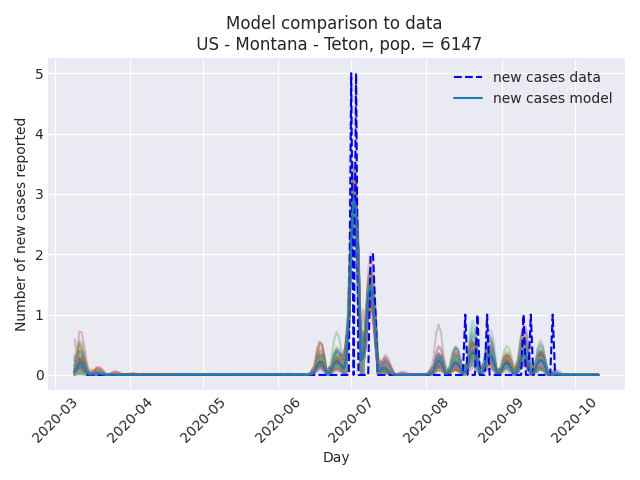 Model comparison to data
US - Montana - Teton, pop. = 6147
new cases data
new cases model
Number of new cases reported
5
4
3
2
1
0
2020-03
2020-04
2020-05
2020-06
2020-07
2020-08
2020-09
2020-10
Day